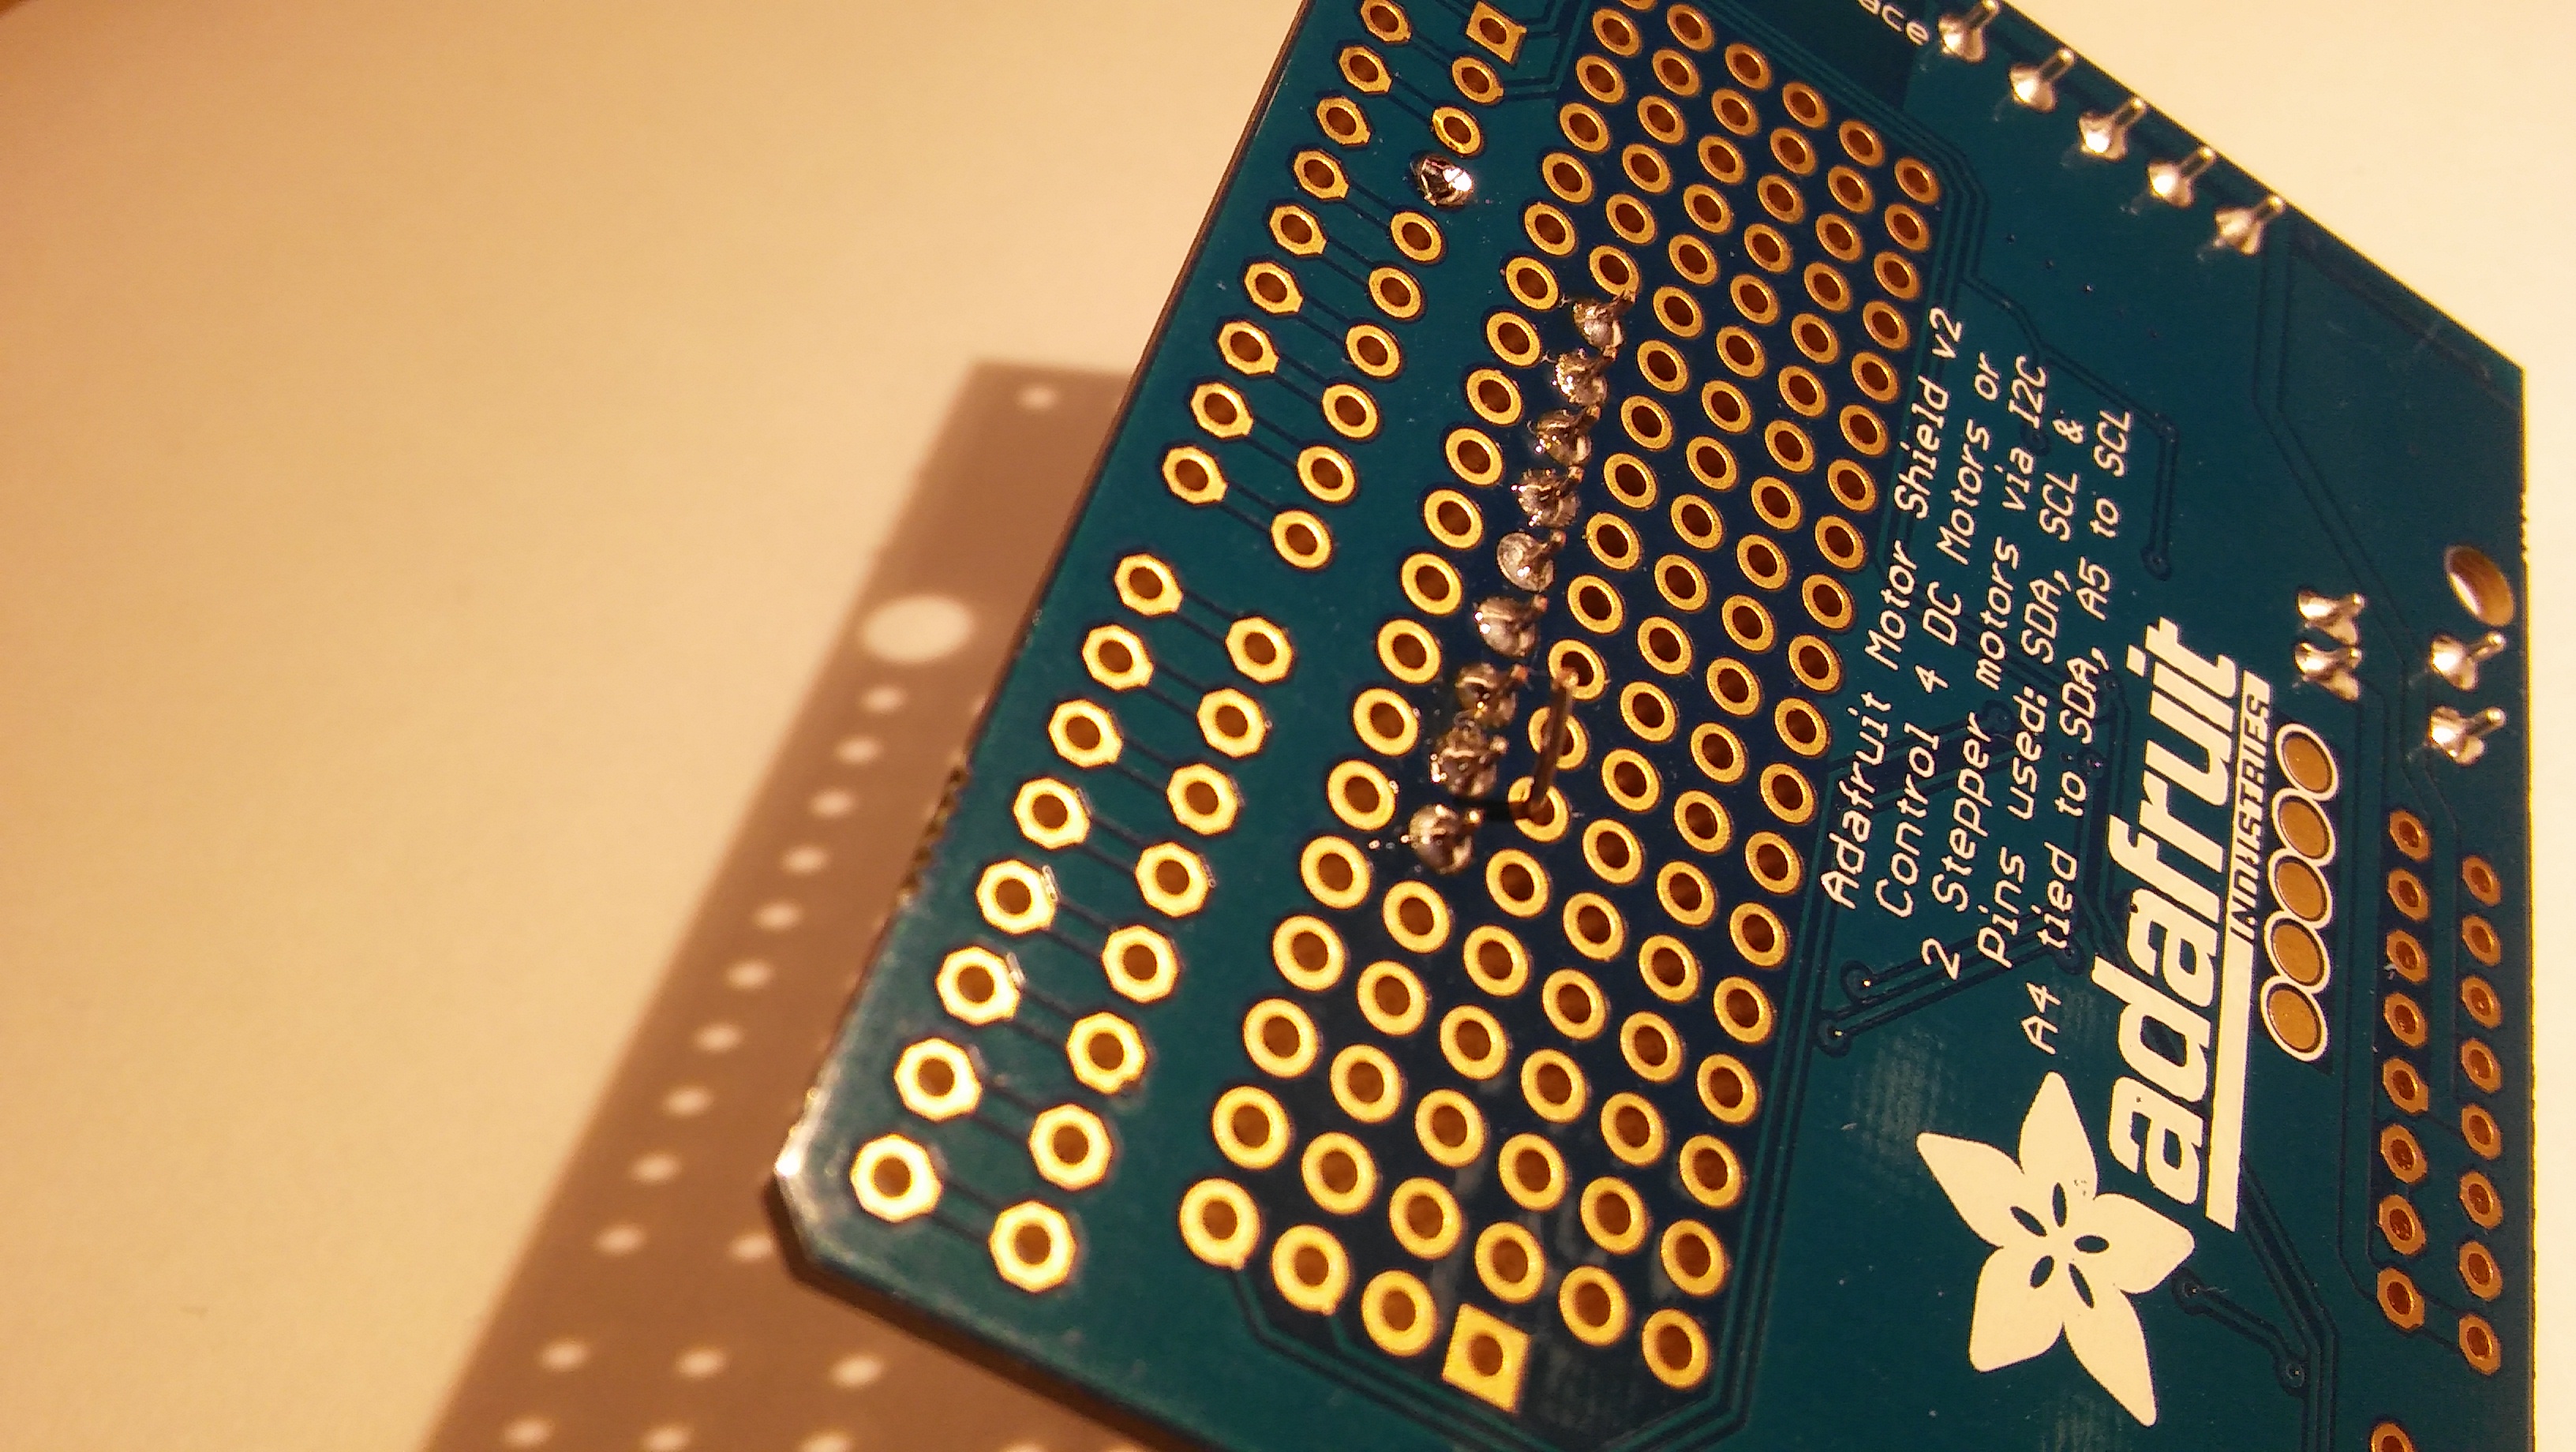 ace
Adafruit Motor Shield v2
Control 4 DC Motors or
2 Stepper motors via I2C
Pins used: SDA, SCL &
A4 tied to SDA, A5 to SCL
adafruit
INDUSTRIES